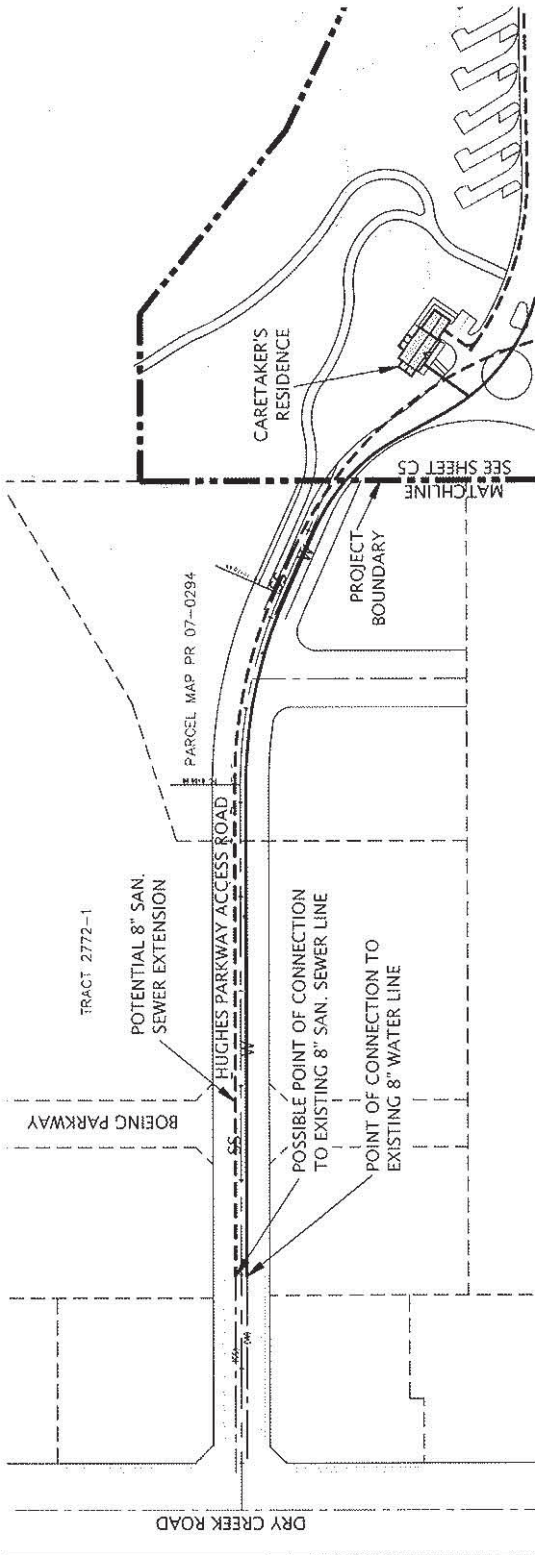 TRACT 2772-1
POTENTIAL 8" SAN.
SEWER EXTENSION
PARCEL MAP PR 07-0294
HUGHES PARKWAY ACCESS ROAD
BOEING PARKWAY
DRY CREEK ROAD
SS
W
SS
W
POSSIBLE POINT OF CONNECTION
TO EXISTING 8" SAN. SEWER LINE
POINT OF CONNECTION TO
EXISTING 8" WATER LINE
CARETAKER'S
RESIDENCE
PROJECT
BOUNDARY
MATCHLINE
SEE SHEET C5